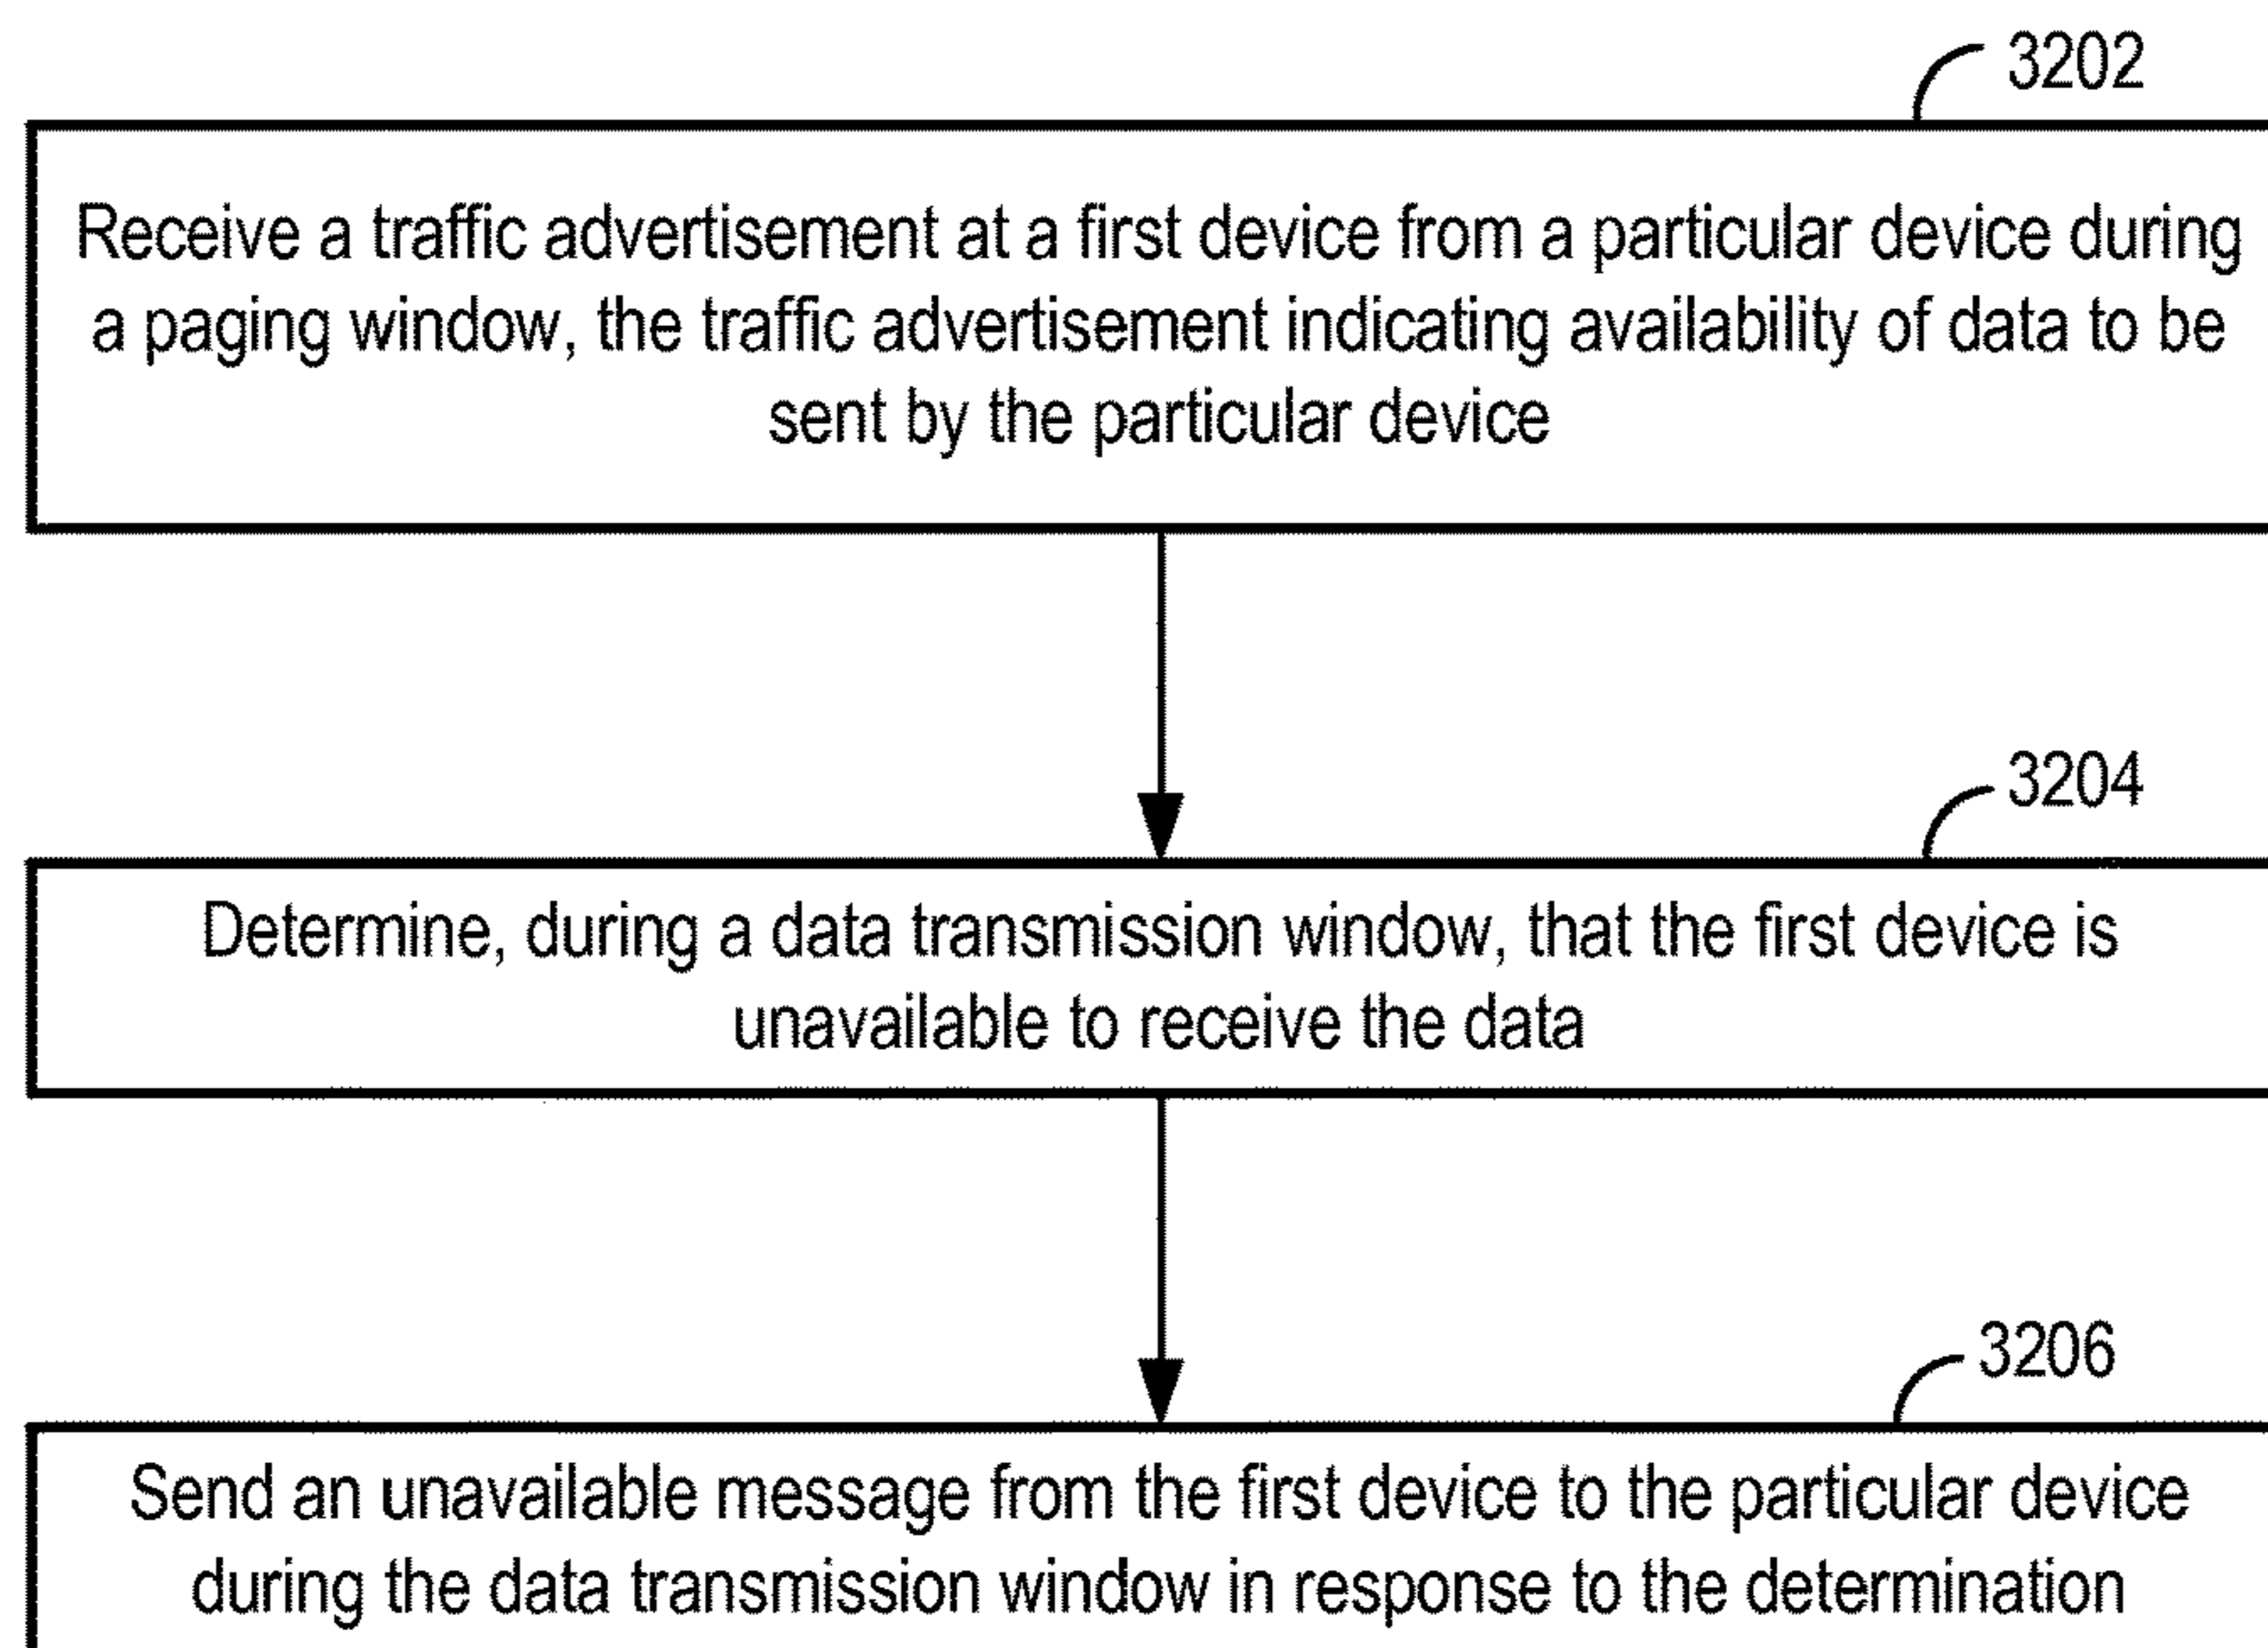 3202
Receive a traffic advertisement at a first device from a particular device during
a paging window, the traffic advertisement indicating availability of data to be
sent by the particular device
3204
Determine, during a data transmission window, that the first device is
unavailable to receive the data
3206
Send an unavailable message from the first device to the particular device
during the data transmission window in response to the determination